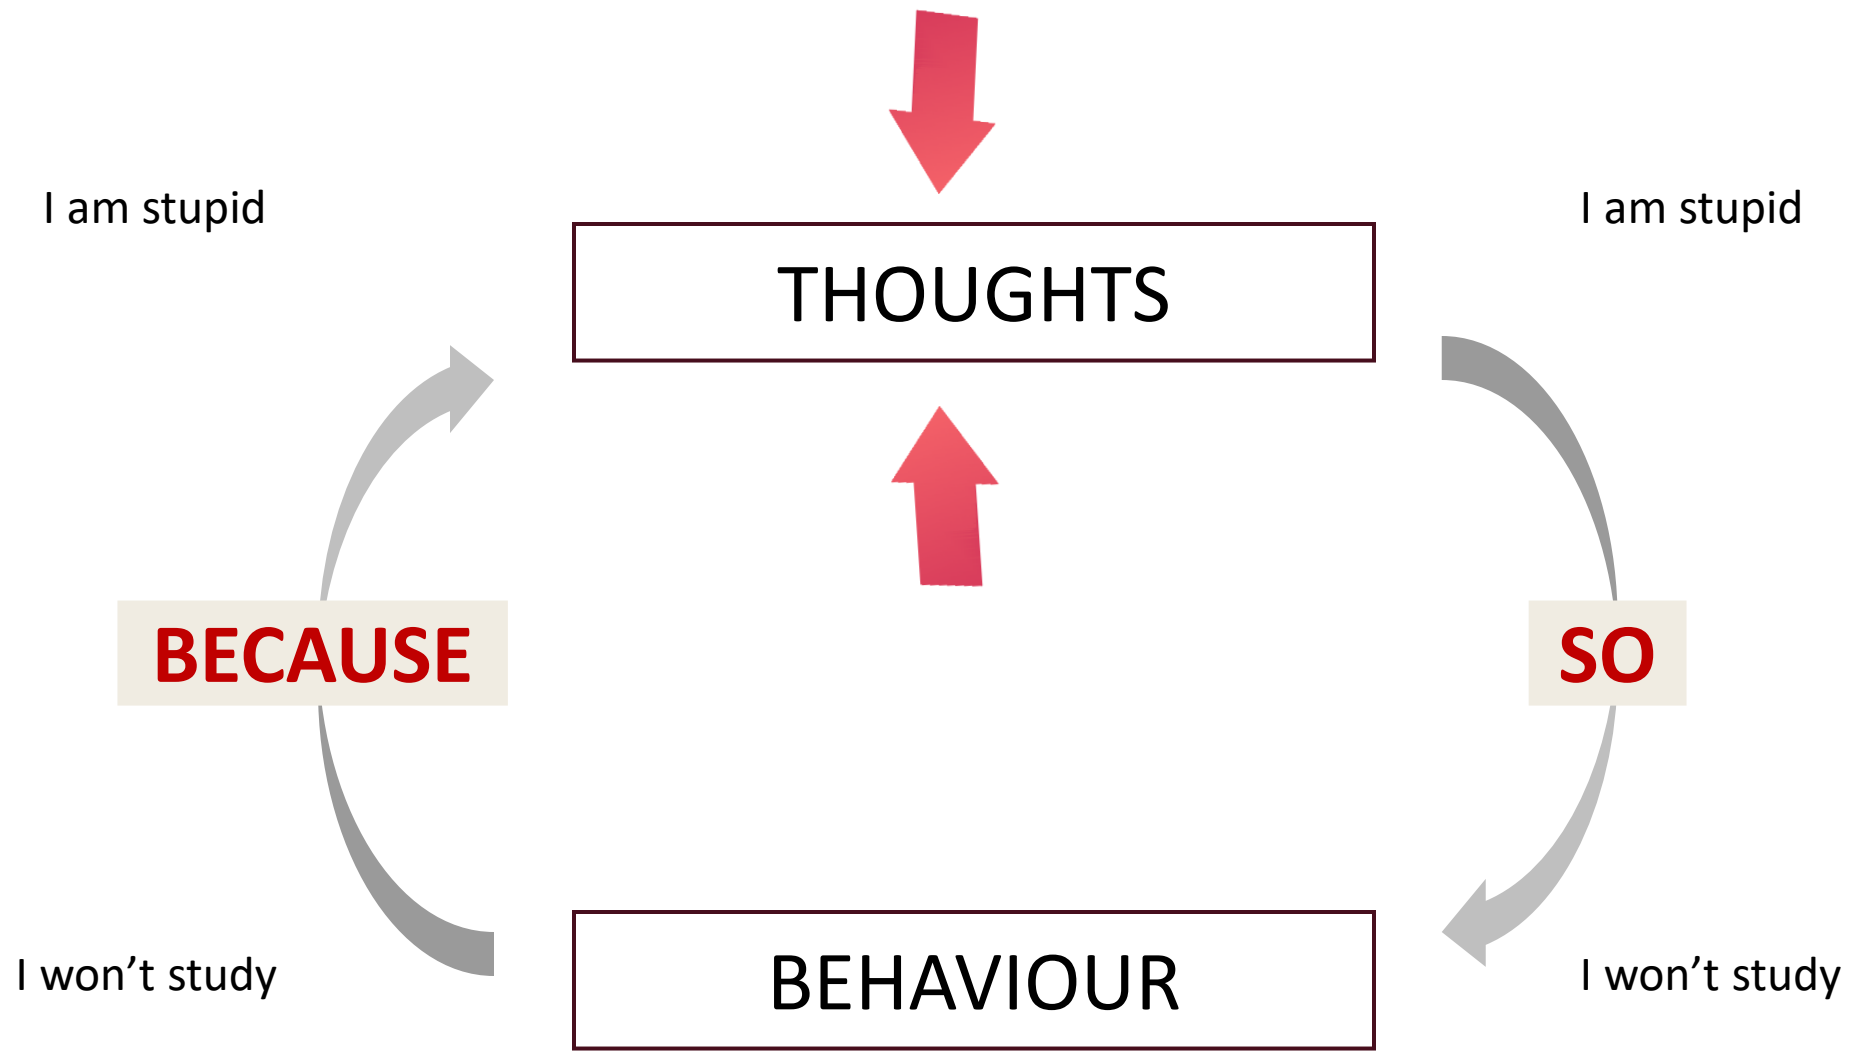 I am stupid
I am stupid
THOUGHTS
BECAUSE
SO
I won’t study
BEHAVIOUR
I won’t study